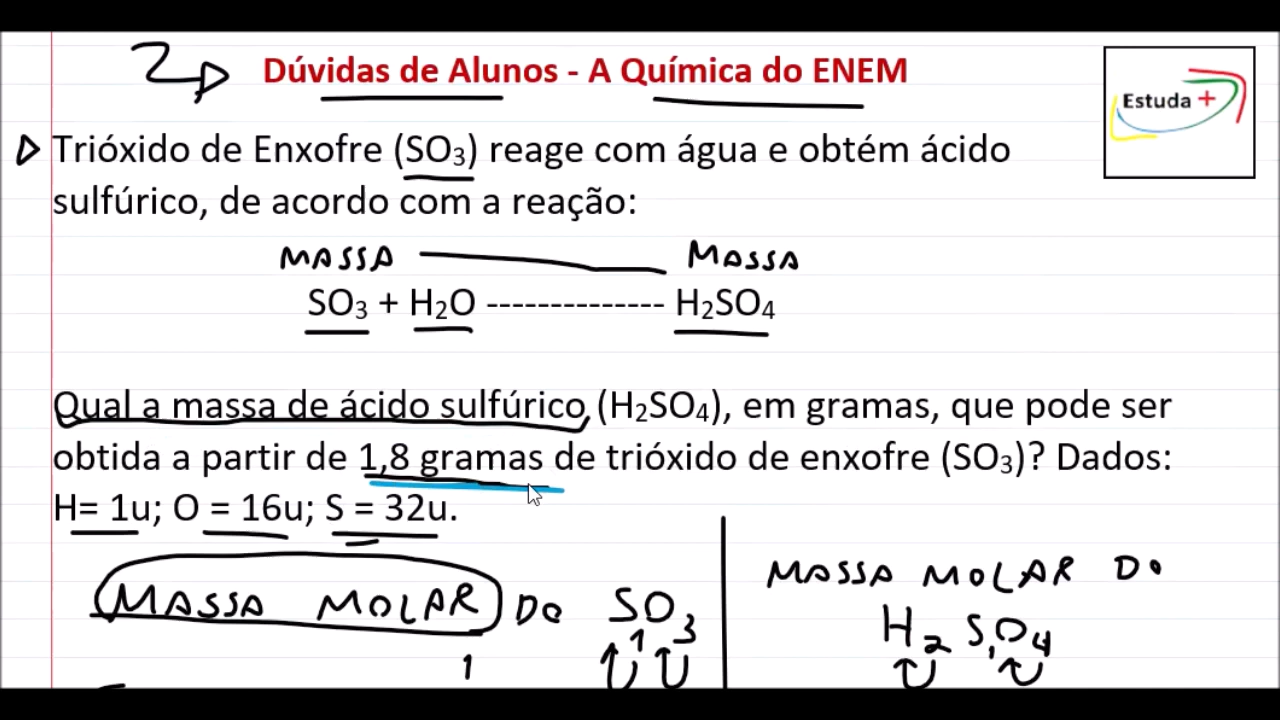 Dúvidas de Alunos - A Química do ENEM
Estuda +
Trióxido de Enxofre (SO₃) reage com água e obtém ácido
sulfúrico, de acordo com a reação:
MASSA MASSA
SO₃ + H₂O -------------- H₂SO₄
Qual a massa de ácido sulfúrico (H₂SO₄), em gramas, que pode ser
obtida a partir de 1,8 gramas de trióxido de enxofre (SO₃)? Dados:
H= 1u; O = 16u; S = 32u.
MASSA MOLAR DO SO₃
1
1
MASSA MOLAR DO
H₂S₁O₄